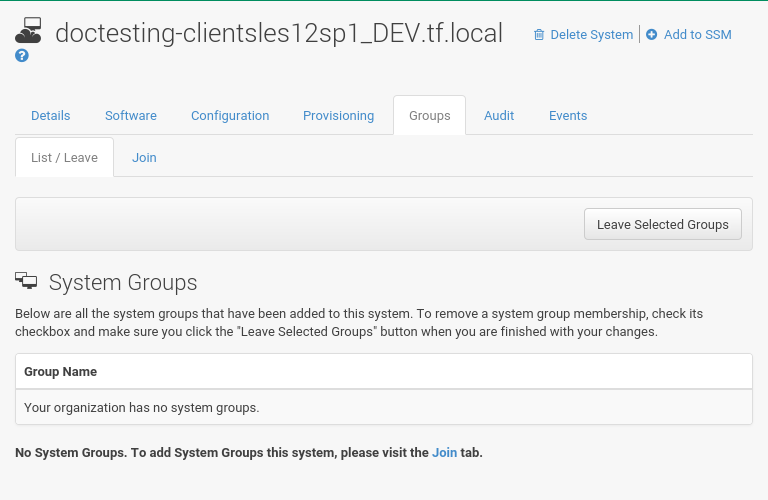 doctesting-clientsles12sp1_DEV.tf.local
Delete System | Add to SSM
?
Details Software Configuration Provisioning Groups Audit Events
List / Leave Join
Leave Selected Groups
System Groups
Below are all the system groups that have been added to this system. To remove a system group membership, check its
checkbox and make sure you click the "Leave Selected Groups" button when you are finished with your changes.
Group Name
Your organization has no system groups.
No System Groups. To add System Groups this system, please visit the Join tab.